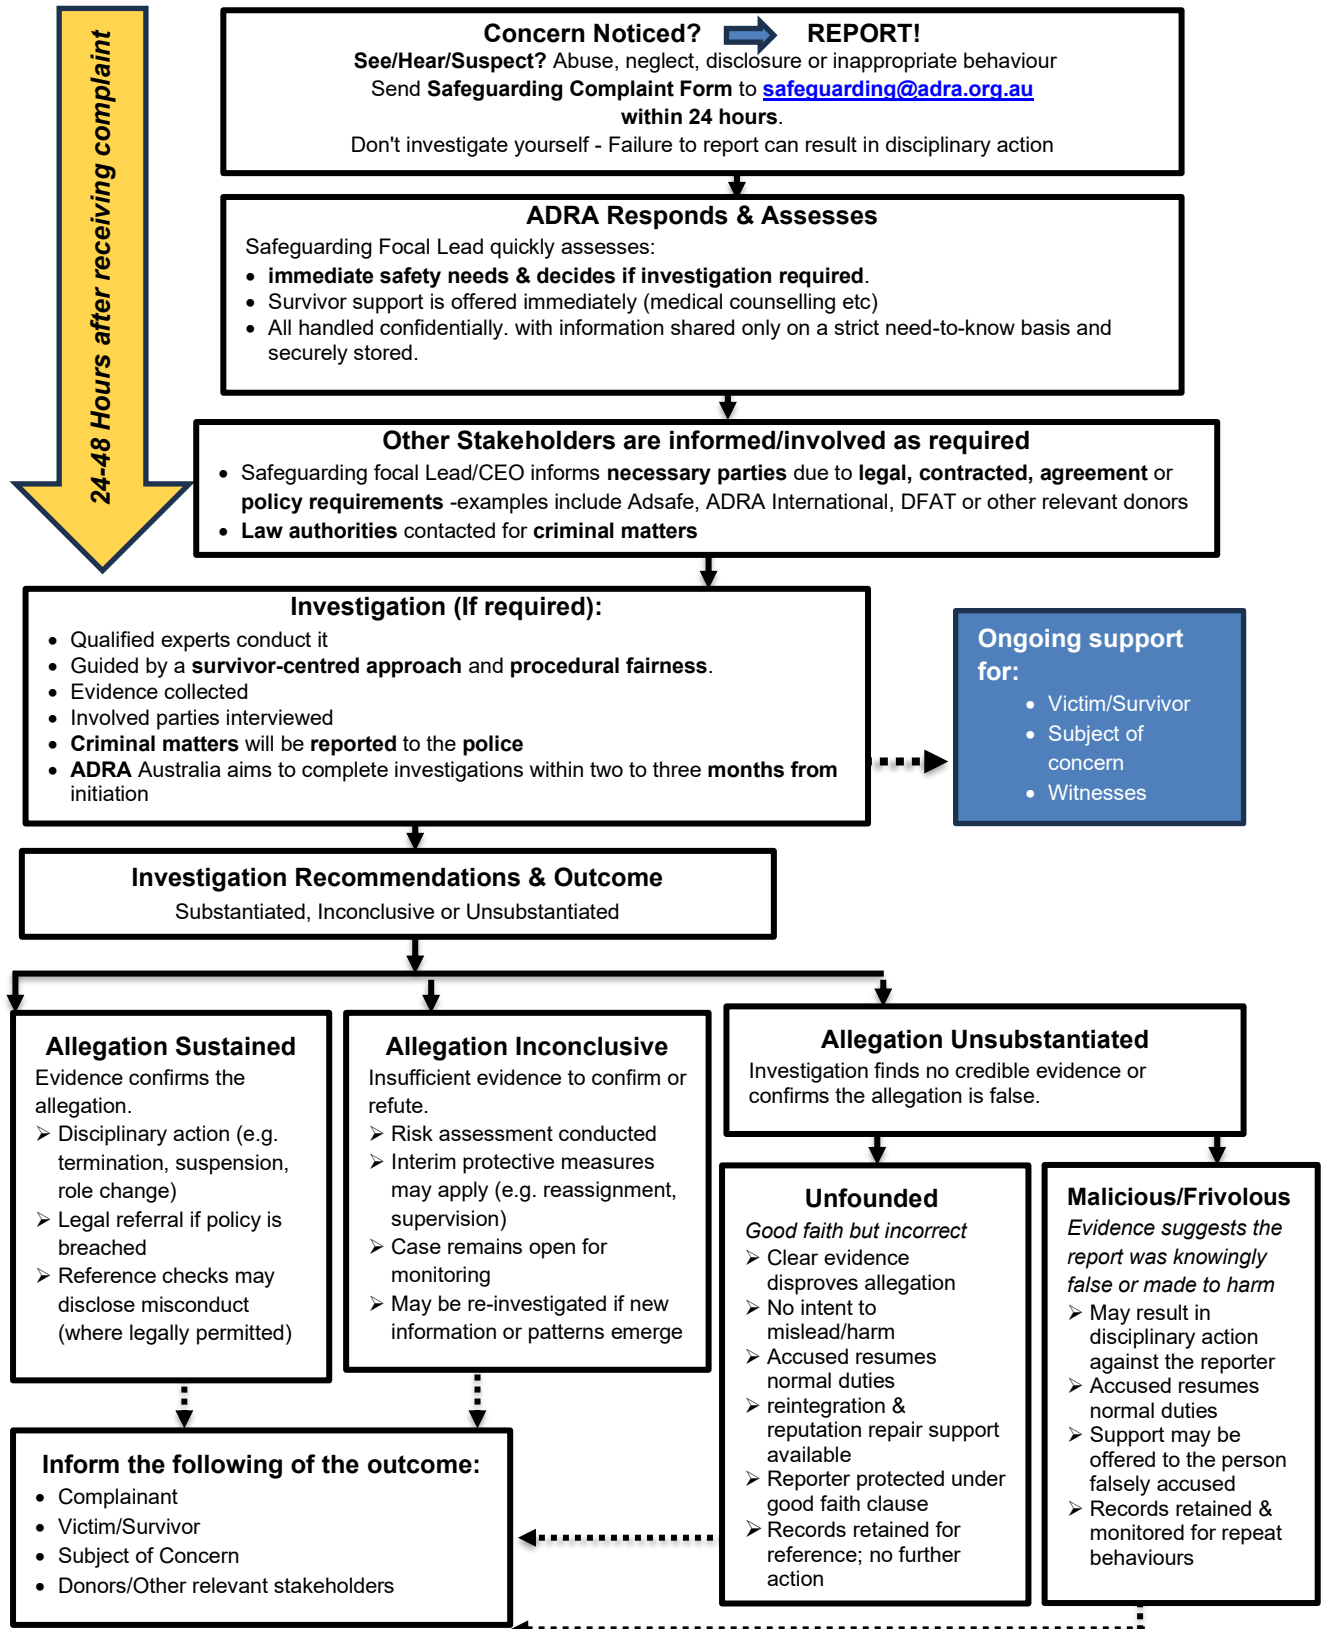 24-48 Hours after receiving complaint
Concern Noticed? REPORT!
See/Hear/Suspect? Abuse, neglect, disclosure or inappropriate behaviour
Send Safeguarding Complaint Form to safeguarding@adra.org.au
within 24 hours.
Don't investigate yourself - Failure to report can result in disciplinary action
ADRA Responds & Assesses
Safeguarding Focal Lead quickly assesses:
• immediate safety needs & decides if investigation required.
• Survivor support is offered immediately (medical counselling etc)
• All handled confidentially. with information shared only on a strict need-to-know basis and
securely stored.
Other Stakeholders are informed/involved as required
• Safeguarding focal Lead/CEO informs necessary parties due to legal, contracted, agreement or
policy requirements -examples include Adsafe, ADRA International, DFAT or other relevant donors
• Law authorities contacted for criminal matters
Investigation (If required):
• Qualified experts conduct it
• Guided by a survivor-centred approach and procedural fairness.
• Evidence collected
• Involved parties interviewed
• Criminal matters will be reported to the police
• ADRA Australia aims to complete investigations within two to three months from
initiation
Ongoing support
for:
• Victim/Survivor
• Subject of
concern
• Witnesses
Investigation Recommendations & Outcome
Substantiated, Inconclusive or Unsubstantiated
Allegation Sustained
Evidence confirms the
allegation.
➢ Disciplinary action (e.g.
termination, suspension,
role change)
➢ Legal referral if policy is
breached
➢ Reference checks may
disclose misconduct
(where legally permitted)
Allegation Inconclusive
Insufficient evidence to confirm or
refute.
➢ Risk assessment conducted
➢ Interim protective measures
may apply (e.g. reassignment,
supervision)
➢ Case remains open for
monitoring
➢ May be re-investigated if new
information or patterns emerge
Allegation Unsubstantiated
Investigation finds no credible evidence or
confirms the allegation is false.
Unfounded
Good faith but incorrect
➢ Clear evidence
disproves allegation
➢ No intent to
mislead/harm
➢ Accused resumes
normal duties
➢ reintegration &
reputation repair support
available
➢ Reporter protected under
good faith clause
➢ Records retained for
reference; no further
action
Malicious/Frivolous
Evidence suggests the
report was knowingly
false or made to harm
➢ May result in
disciplinary action
against the reporter
➢ Accused resumes
normal duties
➢ Support may be
offered to the person
falsely accused
➢ Records retained &
monitored for repeat
behaviours
Inform the following of the outcome:
• Complainant
• Victim/Survivor
• Subject of Concern
• Donors/Other relevant stakeholders